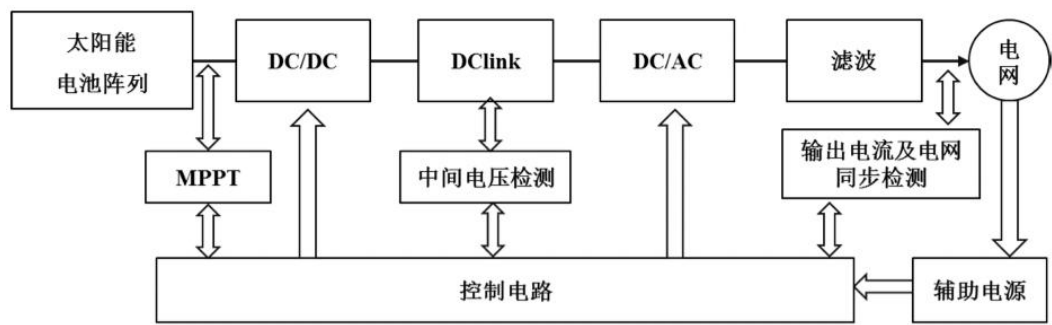 太阳能
电池阵列
DC/DC
DClink
DC/AC
滤波
电
网
MPPT
中间电压检测
输出电流及电网
同步检测
控制电路
辅助电源